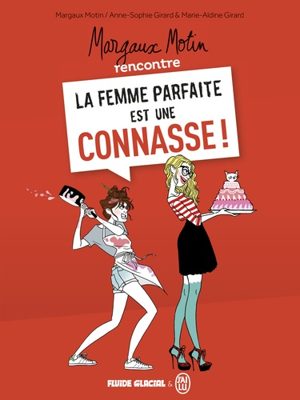 Margaux Motin / Anne-Sophie Girard & Marie-Aldine Girard
Margaux Motin
rencontre
LA FEMME PARFAITE
EST UNE
CONNASSE !
FLUIDE GLACIAL & J'AI LU